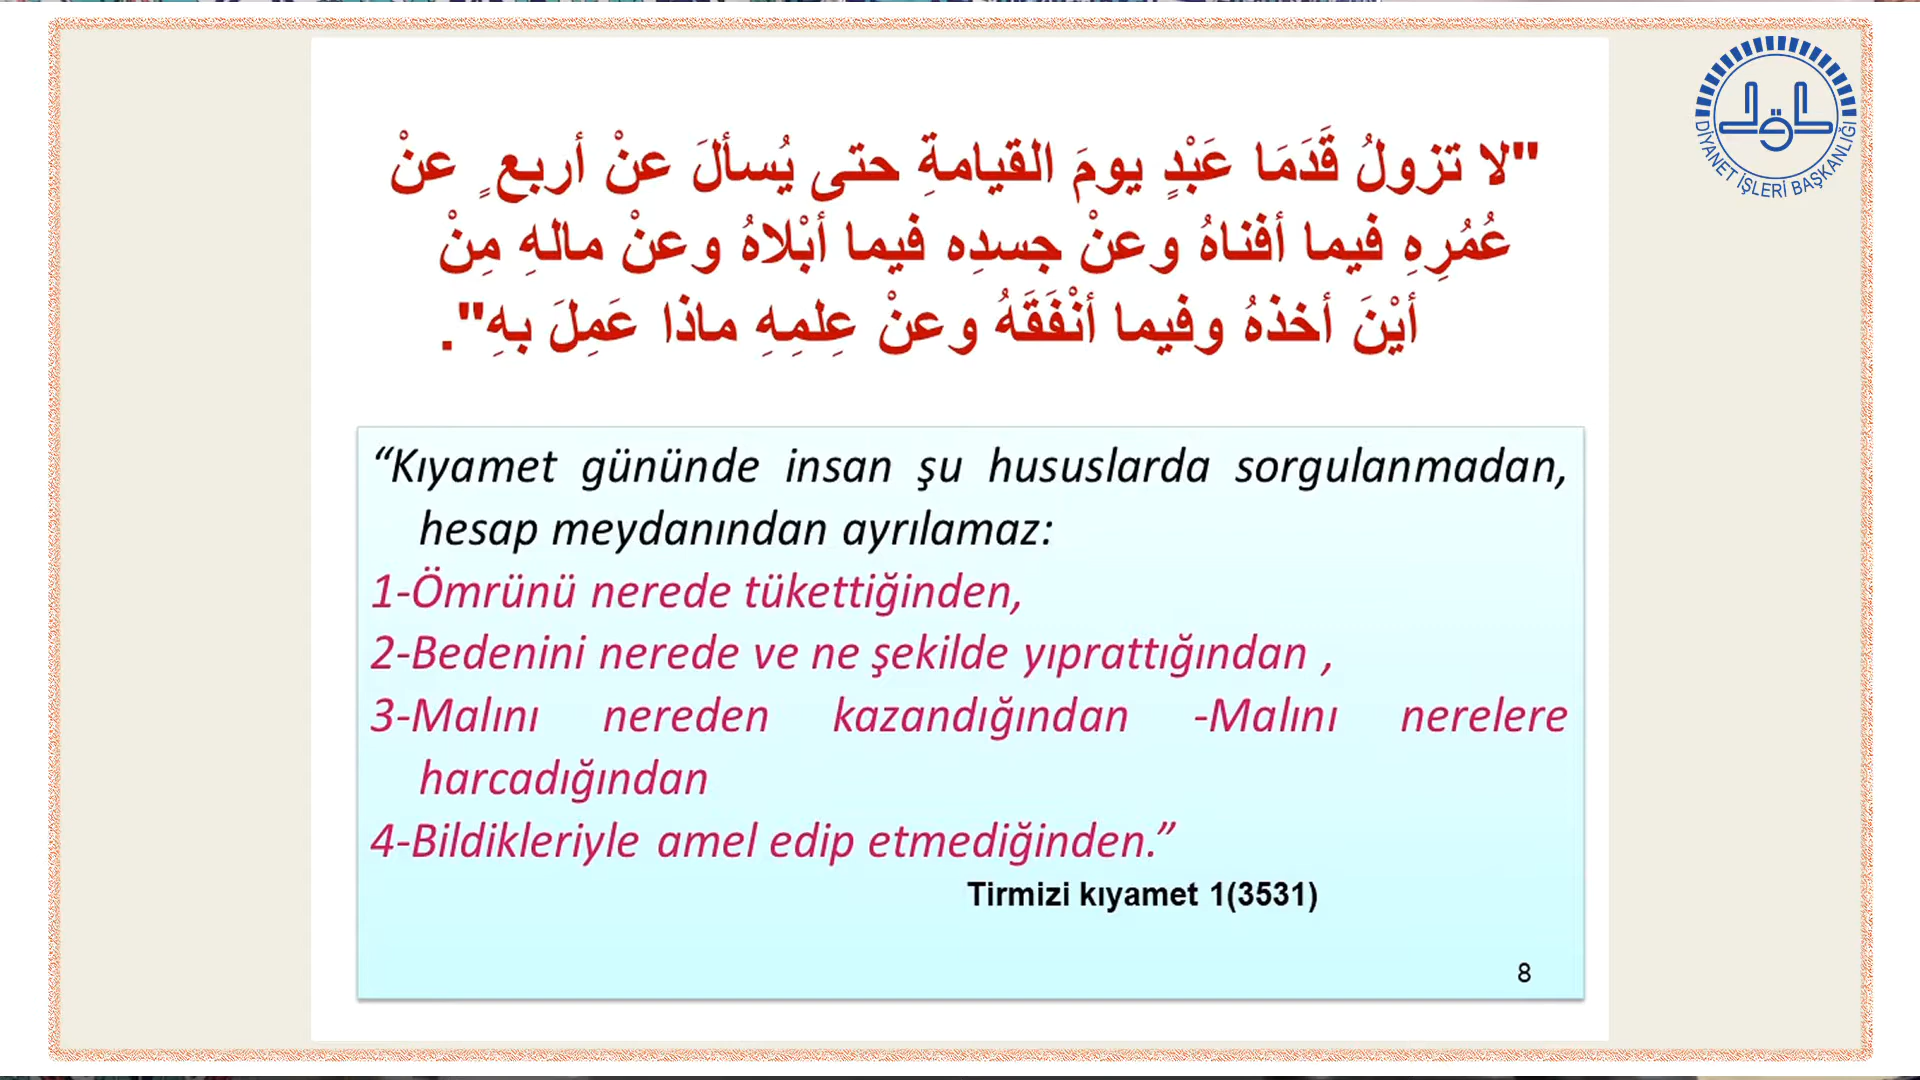 "لا تزولُ قَدَمَا عَبْدٍ يومَ القيامةِ حتى يُسألَ عنْ أربع ٍ عنْ
عُمُرِهِ فيما أفناهُ وعنْ جسدِه فيما أبْلاهُ وعنْ مالهِ مِنْ
أيْنَ أخذهُ وفيما أنْفَقَهُ وعنْ عِلمِهِ ماذا عَمِلَ بهِ".
“Kıyamet gününde insan şu hususlarda sorgulanmadan,
hesap meydanından ayrılamaz:
1-Ömrünü nerede tükettiğinden,
2-Bedenini nerede ve ne şekilde yıprattığından ,
3-Malını nereden kazandığından -Malını nerelere
harcadığından
4-Bildikleriyle amel edip etmediğinden.”
Tirmizi kıyamet 1(3531)
8
DİYANET İŞLERİ BAŞKANLIĞI